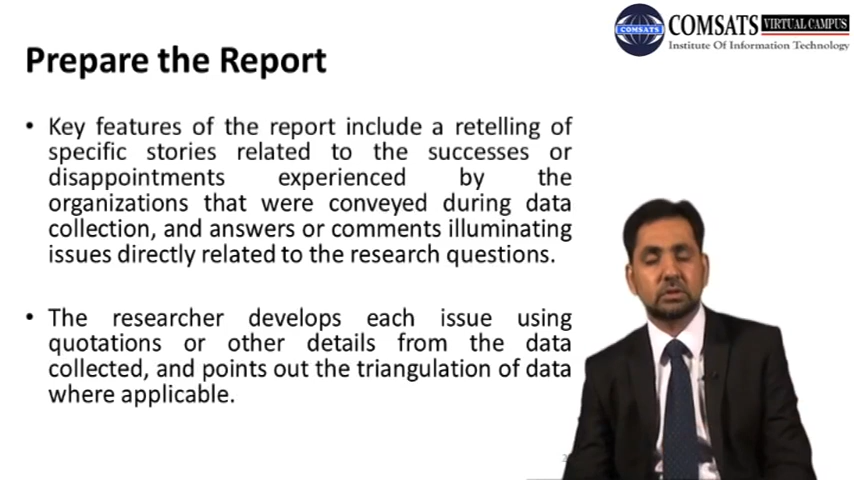 COMSATS VIRTUAL CAMPUS
COMSATS
Institute Of Information Technology
Prepare the Report
• Key features of the report include a retelling of
specific stories related to the successes or
disappointments experienced by the
organizations that were conveyed during data
collection, and answers or comments illuminating
issues directly related to the research questions.
• The researcher develops each issue using
quotations or other details from the data
collected, and points out the triangulation of data
where applicable.